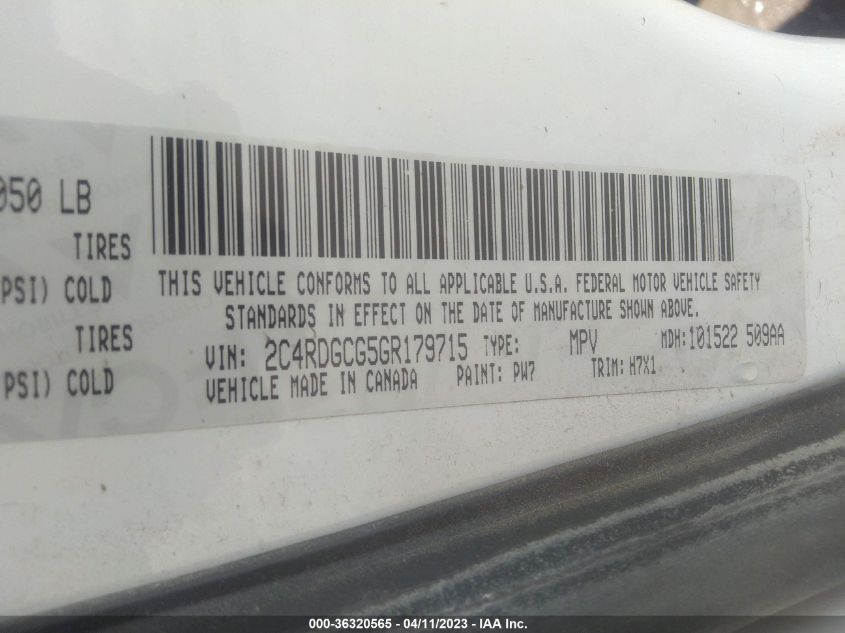 050 LB
TIRES
PSI) COLD
TIRES
PSI) COLD
THIS VEHICLE CONFORMS TO ALL APPLICABLE U.S.A. FEDERAL MOTOR VEHICLE SAFETY
STANDARDS IN EFFECT ON THE DATE OF MANUFACTURE SHOWN ABOVE.
VIN: 2C4RDGCG5GR179715 TYPE: MPV MDH:101522 509AA
VEHICLE MADE IN CANADA PAINT: PW7 TRIM: H7X1
000-36320565 - 04/11/2023 - IAA Inc.